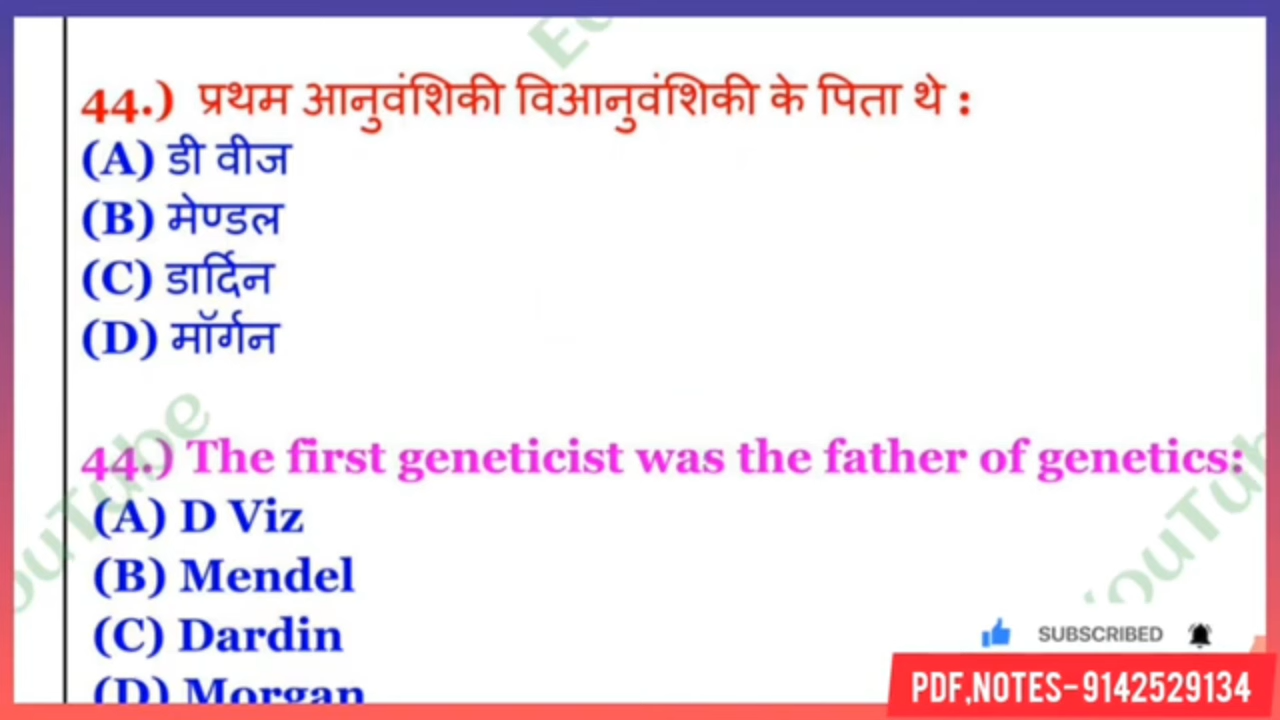 44.) प्रथम आनुवंशिकी विआनुवंशिकी के पिता थे :
(A) डी वीज
(B) मेण्डल
(C) डार्दिन
(D) मॉर्गन
44.) The first geneticist was the father of genetics:
(A) D Viz
(B) Mendel
(C) Dardin
(D) Morgan
SUBSCRIBED
PDF,NOTES-9142529134